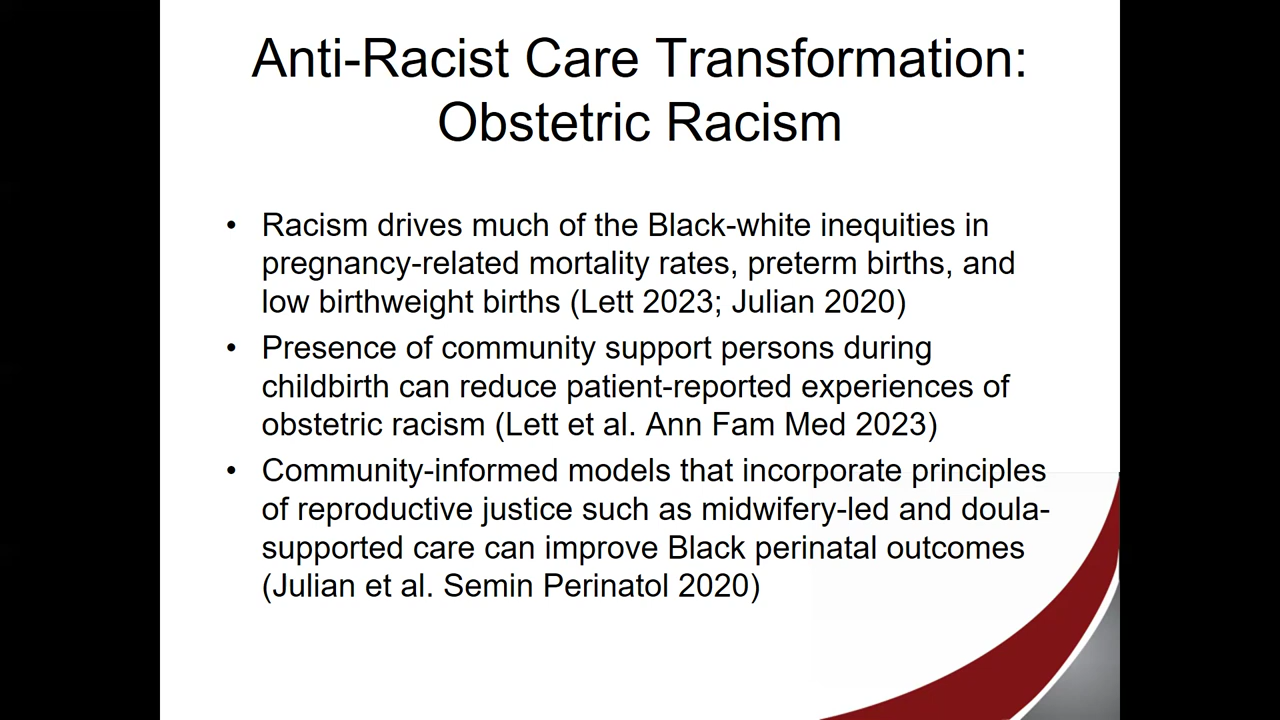 Anti-Racist Care Transformation:
Obstetric Racism
• Racism drives much of the Black-white inequities in
pregnancy-related mortality rates, preterm births, and
low birthweight births (Lett 2023; Julian 2020)
• Presence of community support persons during
childbirth can reduce patient-reported experiences of
obstetric racism (Lett et al. Ann Fam Med 2023)
• Community-informed models that incorporate principles
of reproductive justice such as midwifery-led and doula-
supported care can improve Black perinatal outcomes
(Julian et al. Semin Perinatol 2020)